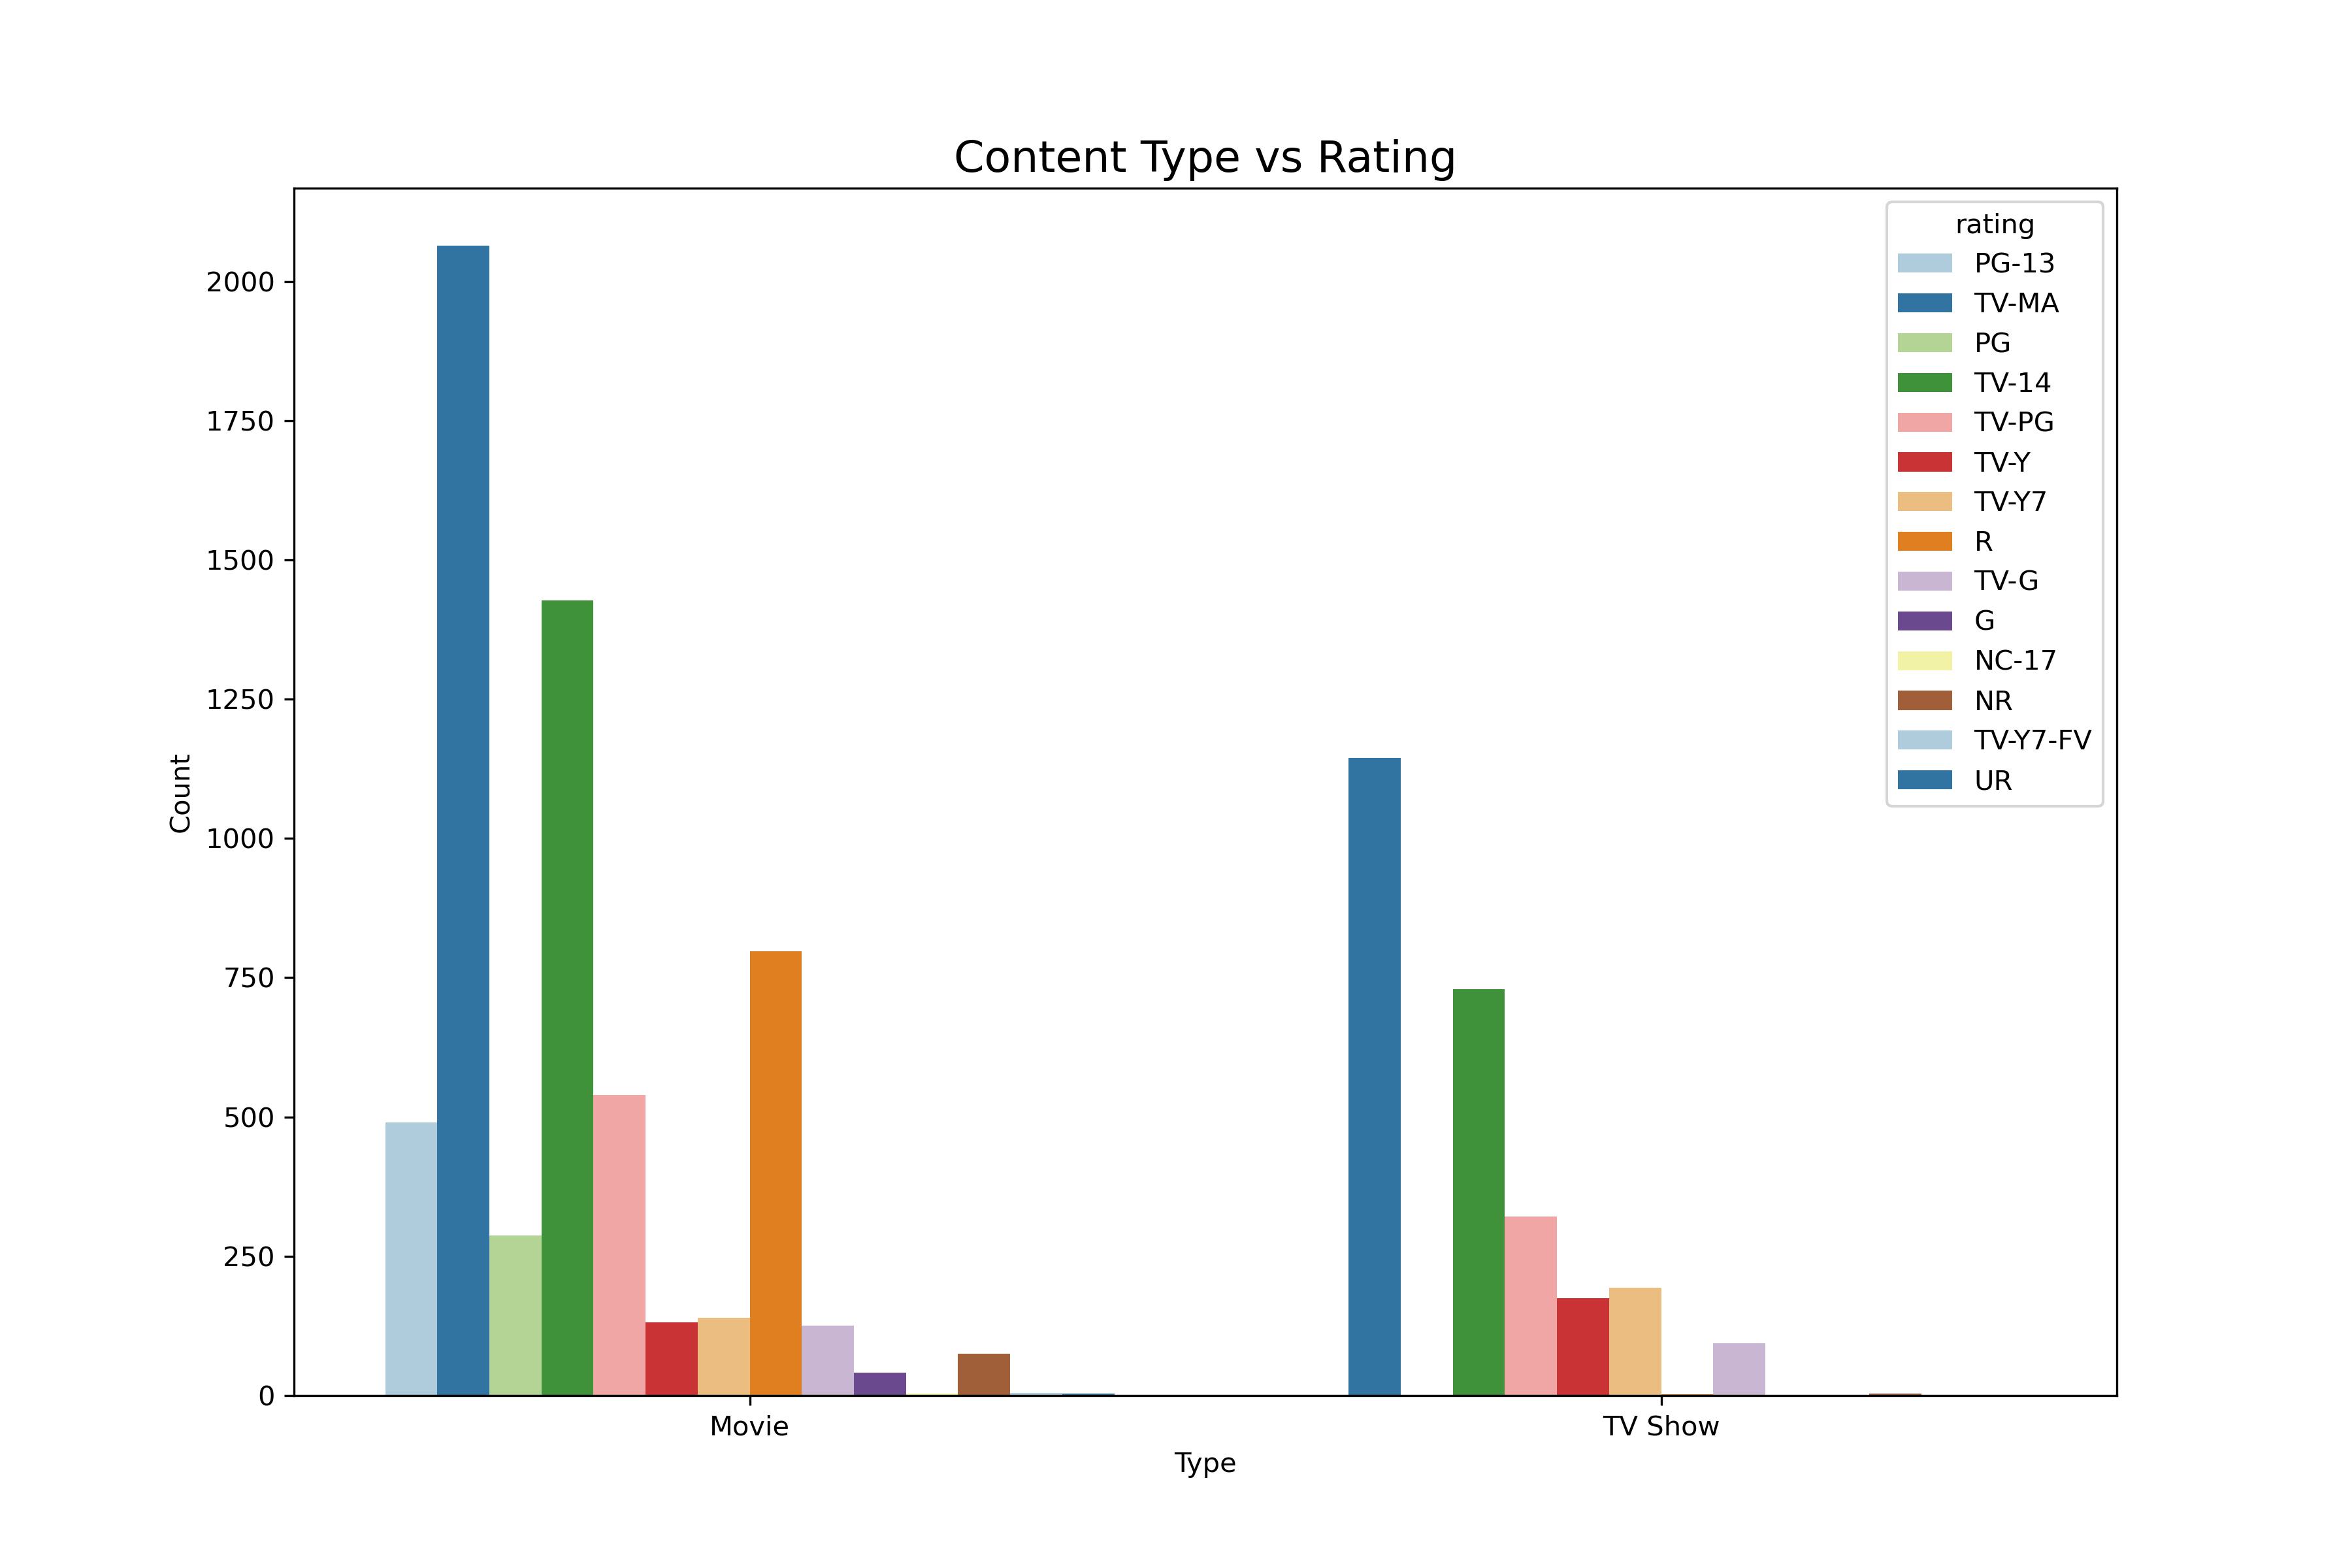 Content Type vs Rating
rating
PG-13
TV-MA
PG
TV-14
TV-PG
TV-Y
TV-Y7
R
TV-G
G
NC-17
NR
TV-Y7-FV
UR
2000
1750
1500
1250
1000
750
500
250
0
Count
Movie
TV Show
Type